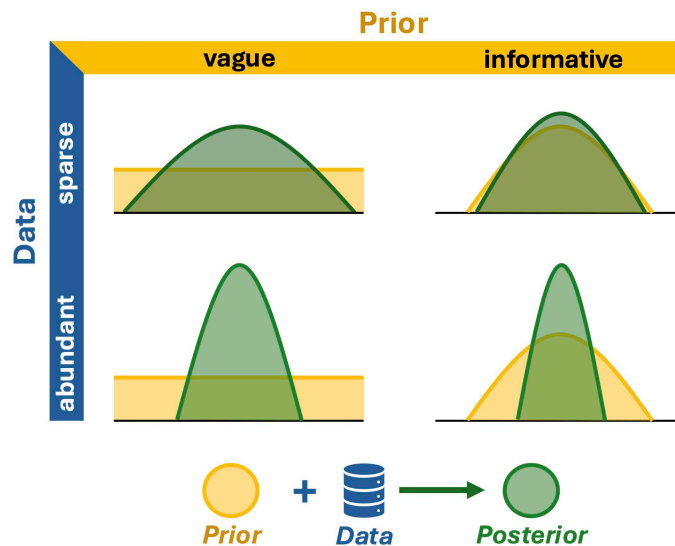 Prior
vague informative
Data
sparse
abundant
+
Prior Data Posterior